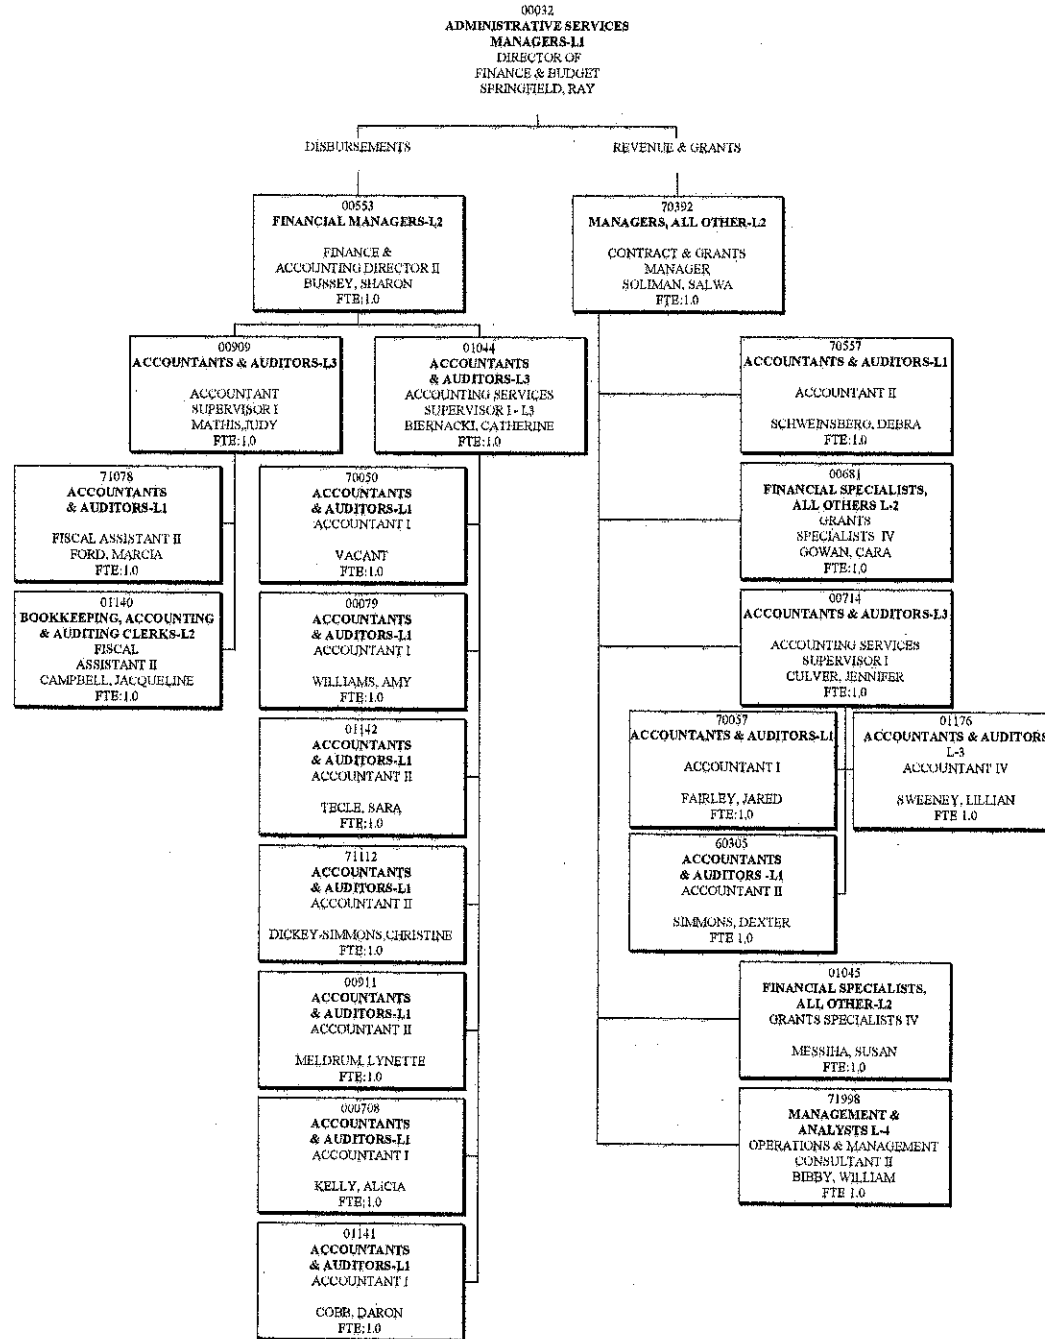 00032
ADMINISTRATIVE SERVICES
MANAGERS-L1
DIRECTOR OF
FINANCE & BUDGET
SPRINGFIELD, RAY
DISBURSEMENTS
REVENUE & GRANTS
00553
FINANCIAL MANAGERS-L2
FINANCE &
ACCOUNTING DIRECTOR II
BUSSEY, SHARON
FTE:1.0
70392
MANAGERS, ALL OTHER-L2
CONTRACT & GRANTS
MANAGER
SOLIMAN, SALWA
FTE:1.0
00909
ACCOUNTANTS & AUDITORS-L3
ACCOUNTANT
SUPERVISOR I
MATHIS,JUDY
FTE:1.0
01044
ACCOUNTANTS
& AUDITORS-L3
ACCOUNTING SERVICES
SUPERVISOR I - L3
BIERNACKI, CATHERINE
FTE:1.0
71078
ACCOUNTANTS
& AUDITORS-L1
FISCAL ASSISTANT II
FORD, MARCIA
FTE:1.0
01140
BOOKKEEPING, ACCOUNTING
& AUDITING CLERKS-L2
FISCAL
ASSISTANT II
CAMPBELL, JACQUELINE
FTE:1.0
70050
ACCOUNTANTS
& AUDITORS-L1
ACCOUNTANT I
VACANT
FTE:1.0
00079
ACCOUNTANTS
& AUDITORS-L1
ACCOUNTANT I
WILLIAMS, AMY
FTE:1.0
01142
ACCOUNTANTS
& AUDITORS-L1
ACCOUNTANT II
TECLE, SARA
FTE:1.0
71112
ACCOUNTANTS
& AUDITORS-L1
ACCOUNTANT II
DICKEY-SIMMONS,CHRISTINE
FTE:1.0
00911
ACCOUNTANTS
& AUDITORS-L1
ACCOUNTANT II
MELDRUM, LYNETTE
FTE:1.0
000708
ACCOUNTANTS
& AUDITORS-L1
ACCOUNTANT I
KELLY, ALICIA
FTE:1.0
01141
ACCOUNTANTS
& AUDITORS-L1
ACCOUNTANT I
COBB, DARON
FTE:1.0
70557
ACCOUNTANTS & AUDITORS-L1
ACCOUNTANT II
SCHWEINSBERG, DEBRA
FTE:1.0
00681
FINANCIAL SPECIALISTS,
ALL OTHERS L-2
GRANTS
SPECIALISTS IV
GOWAN, CARA
FTE:1.0
00714
ACCOUNTANTS & AUDITORS-L3
ACCOUNTING SERVICES
SUPERVISOR I
CULVER, JENNIFER
FTE:1.0
70057
ACCOUNTANTS & AUDITORS-L1
ACCOUNTANT I
FAIRLEY, JARED
FTE:1.0
01176
ACCOUNTANTS & AUDITORS
L-3
ACCOUNTANT IV
SWEENEY, LILLIAN
FTE 1.0
60305
ACCOUNTANTS
& AUDITORS -L1
ACCOUNTANT II
SIMMONS, DEXTER
FTE 1.0
01045
FINANCIAL SPECIALISTS,
ALL OTHER-L2
GRANTS SPECIALISTS IV
MESSIHA, SUSAN
FTE:1.0
71998
MANAGEMENT &
ANALYSTS L-4
OPERATIONS & MANAGEMENT
CONSULTANT II
BIBBY, WILLIAM
FTE 1.0